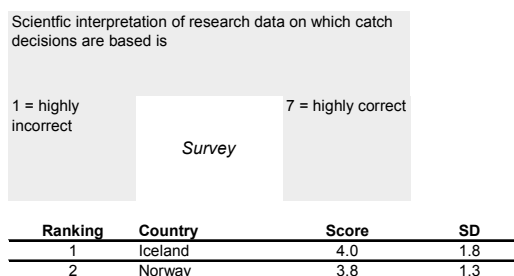 Scientfic interpretation of research data on which catch
decisions are based is
1 = highly
incorrect
Survey
7 = highly correct
Ranking Country Score SD
1 Iceland 4.0 1.8
2 Norway 3.8 1.3